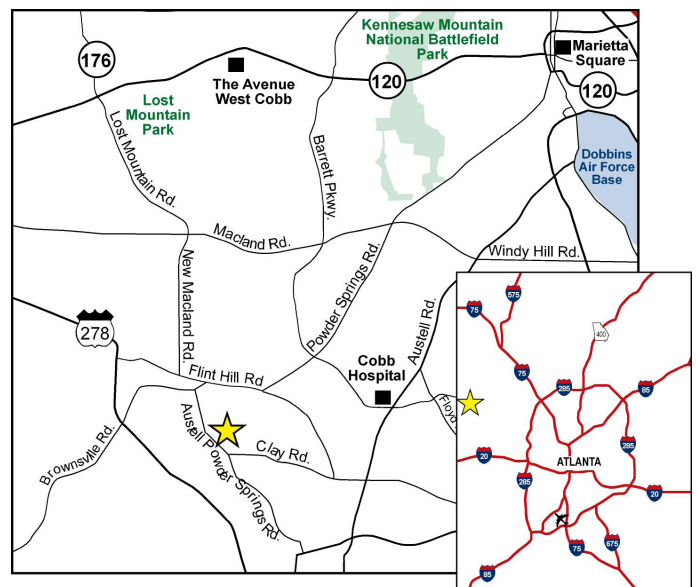 Kennesaw Mountain
National Battlefield
Park
Marietta
Square
176
The Avenue
West Cobb
120
120
Lost
Mountain
Park
Lost Mountain Rd.
Barrett Pkwy.
Dobbins
Air Force
Base
Macland Rd.
Windy Hill Rd.
New Macland Rd.
Powder Springs Rd.
Austell Rd.
278
Flint Hill Rd
Cobb
Hospital
Floyd
Brownsville Rd.
Austell Powder Springs Rd.
Clay Rd.
575
75
400
75
285
85
285
20
ATLANTA
285
20
675
75
85